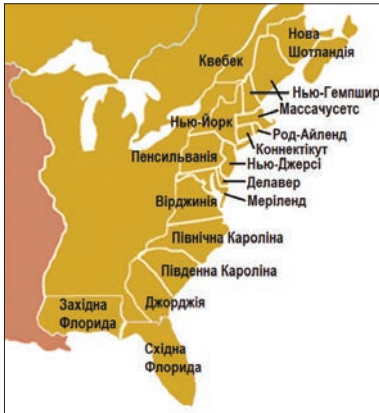 Нова
Шотландія
Квебек
Нью-Гемпшир
Массачусетс
Нью-Йорк
Род-Айленд
Коннектікут
Пенсильванія
Нью-Джерсі
Делавер
Меріленд
Вірджинія
Північна Кароліна
Південна Кароліна
Західна
Флорида
Джорджія
Східна
Флорида